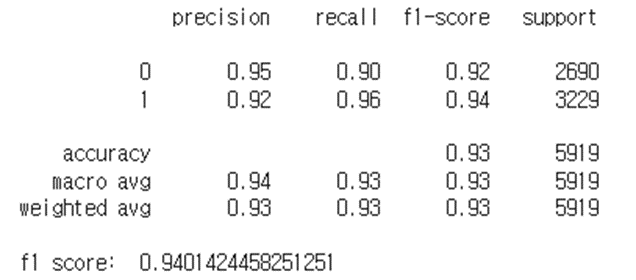 precision recall f1-score support
0 0.95 0.90 0.92 2690
1 0.92 0.96 0.94 3229
accuracy 0.93 5919
macro avg 0.94 0.93 0.93 5919
weighted avg 0.93 0.93 0.93 5919
f1 score: 0.9401424458251251